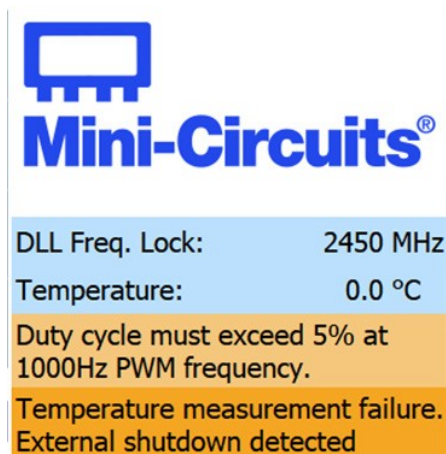 Mini-Circuits®
DLL Freq. Lock: 2450 MHz
Temperature: 0.0 °C
Duty cycle must exceed 5% at
1000Hz PWM frequency.
Temperature measurement failure.
External shutdown detected